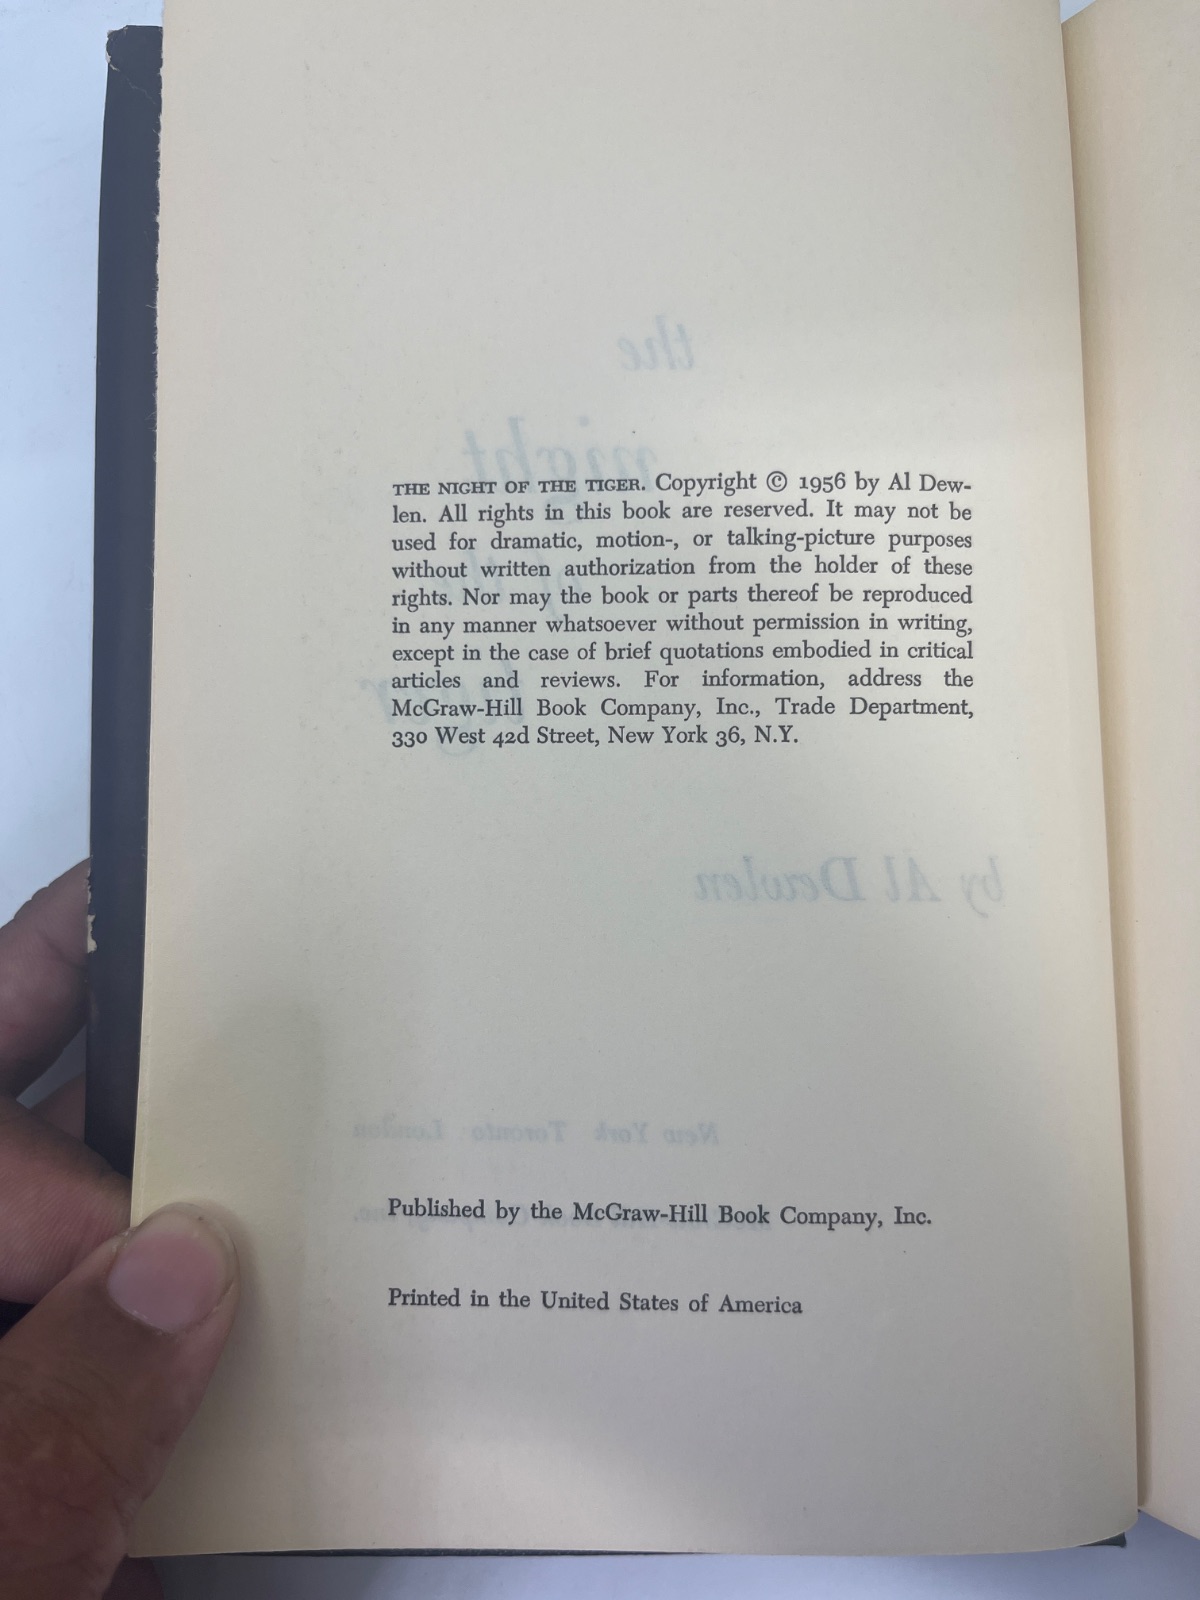 THE NIGHT OF THE TIGER. Copyright © 1956 by Al Dew-
len. All rights in this book are reserved. It may not be
used for dramatic, motion-, or talking-picture purposes
without written authorization from the holder of these
rights. Nor may the book or parts thereof be reproduced
in any manner whatsoever without permission in writing,
except in the case of brief quotations embodied in critical
articles and reviews. For information, address the
McGraw-Hill Book Company, Inc., Trade Department,
330 West 42d Street, New York 36, N.Y.
Published by the McGraw-Hill Book Company, Inc.
Printed in the United States of America